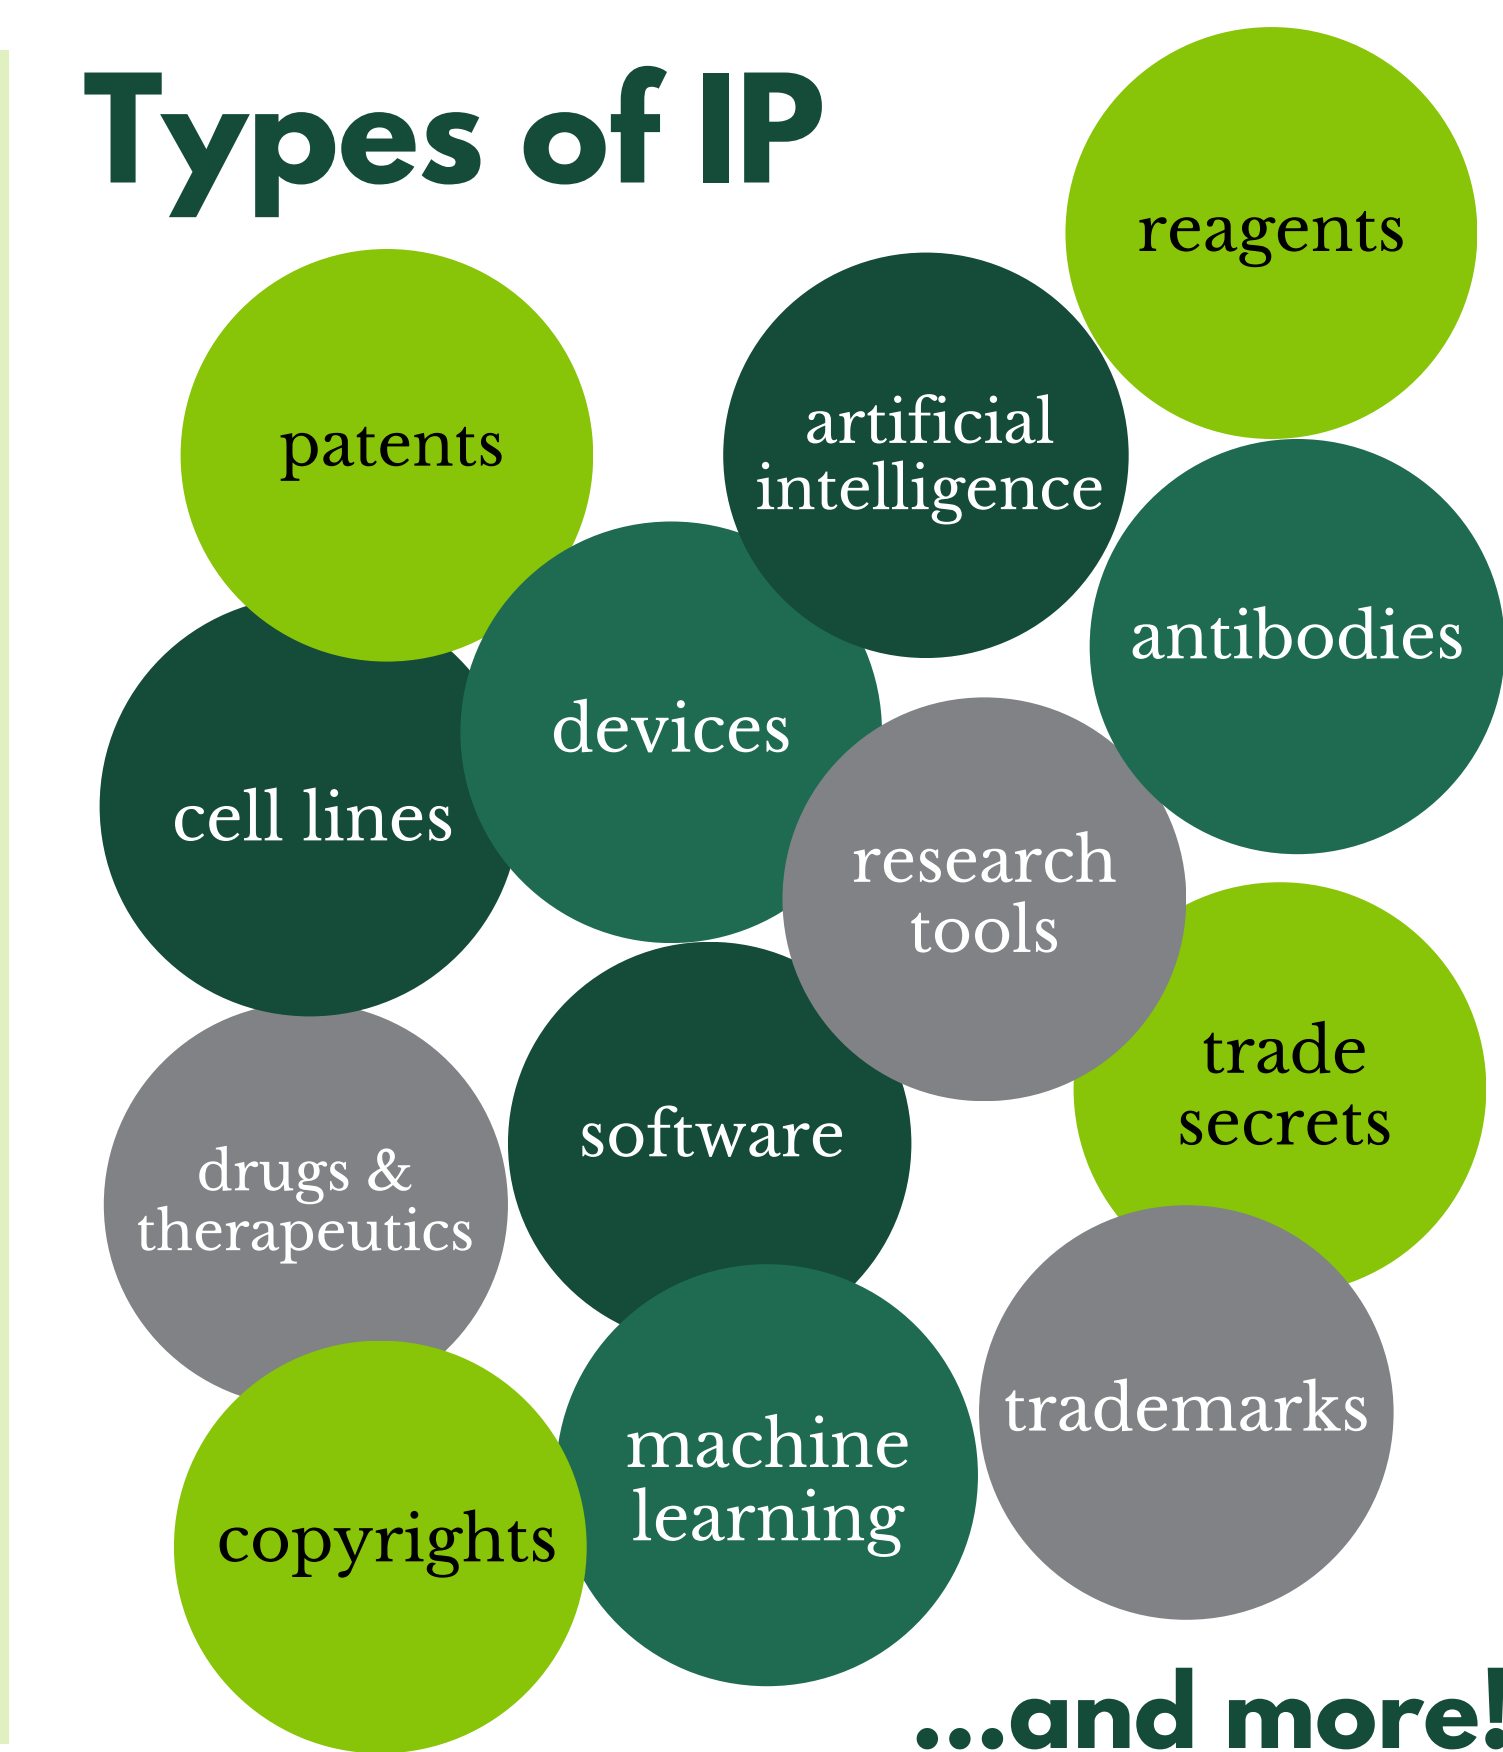 Types of IP
reagents
patents
artificial
intelligence
antibodies
devices
cell lines
research
tools
trade
secrets
software
drugs &
therapeutics
trademarks
machine
learning
copyrights
...and more!